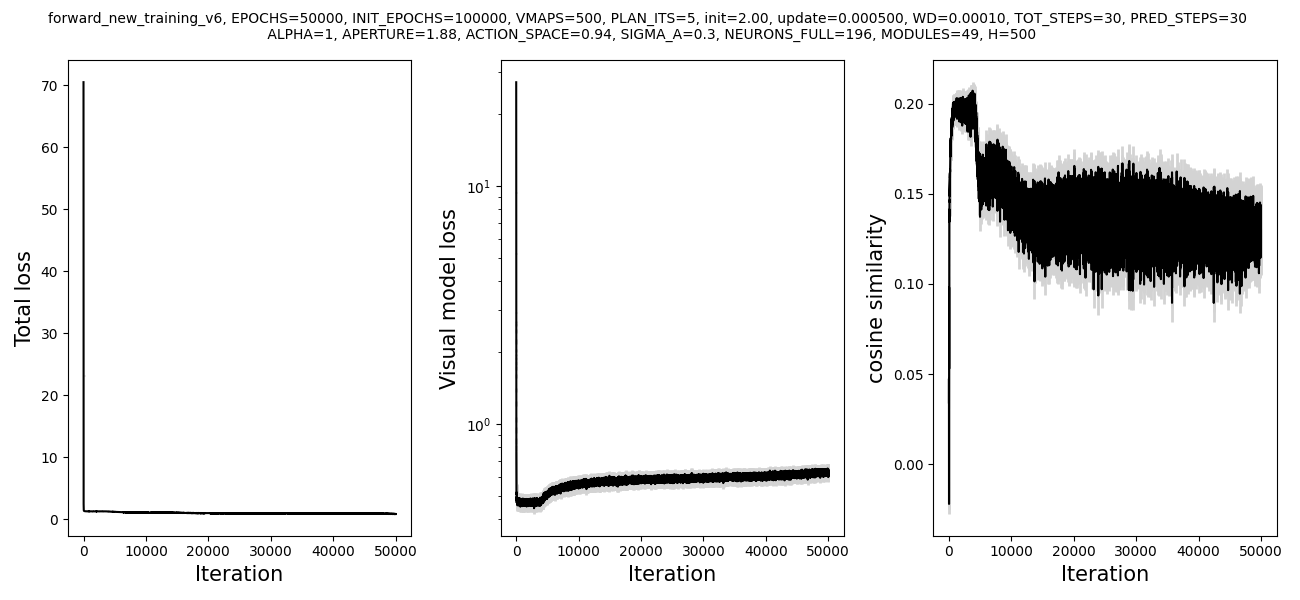 forward_new_training_v6, EPOCHS=50000, INIT_EPOCHS=100000, VMAPS=500, PLAN_ITS=5, init=2.00, update=0.000500, WD=0.00010, TOT_STEPS=30, PRED_STEPS=30
ALPHA=1, APERTURE=1.88, ACTION_SPACE=0.94, SIGMA_A=0.3, NEURONS_FULL=196, MODULES=49, H=500
Total loss
70
60
50
40
30
20
10
0
0 10000 20000 30000 40000 50000
Iteration
Visual model loss
10¹
10⁰
0 10000 20000 30000 40000 50000
Iteration
cosine similarity
0.20
0.15
0.10
0.05
0.00
0 10000 20000 30000 40000 50000
Iteration